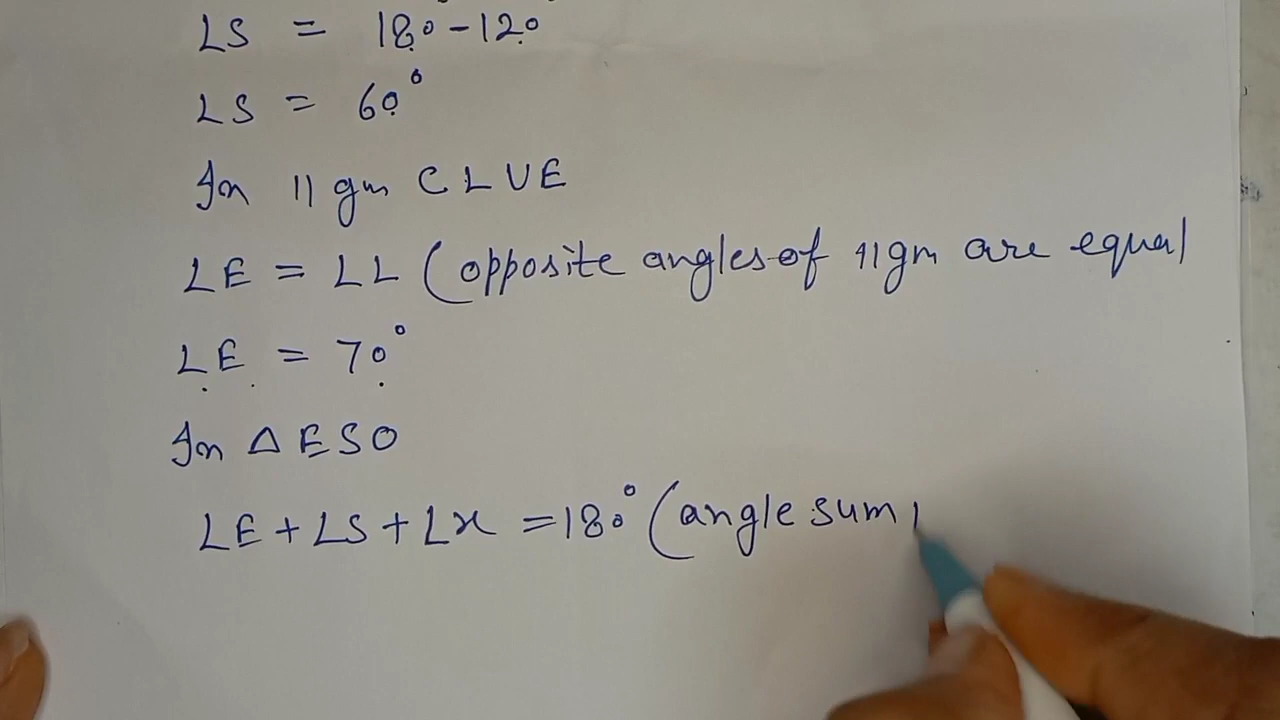 ∠S = 180-120
∠S = 60°
In ||gm CLUE
∠E = ∠L (opposite angles of ||gm are equal
∠E = 70°
In △ESO
∠E+∠S+∠x =180° (angle sum